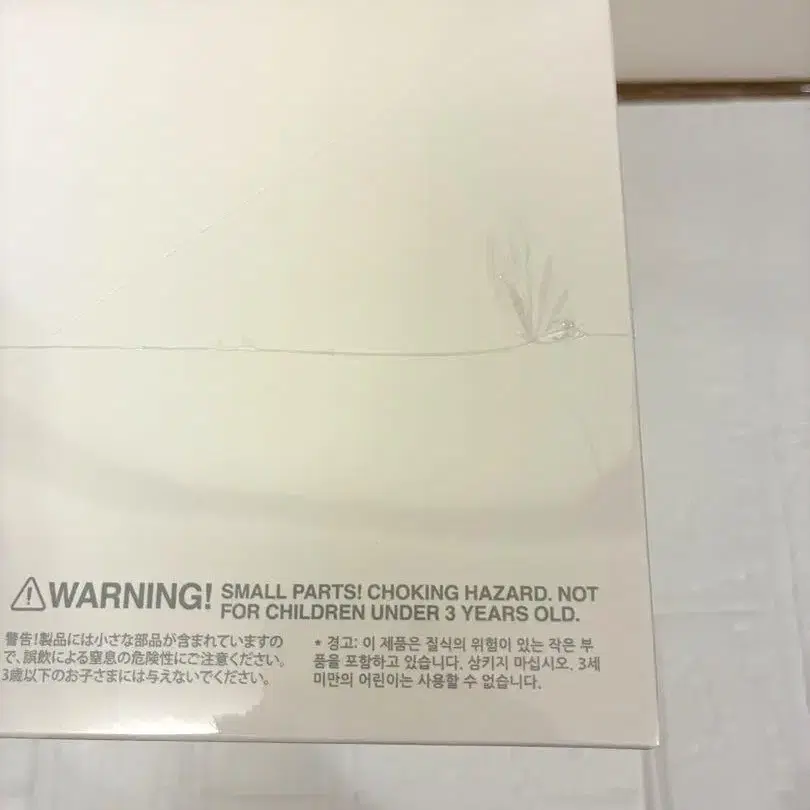 WARNING! SMALL PARTS! CHOKING HAZARD. NOT
FOR CHILDREN UNDER 3 YEARS OLD.
警告!製品には小さな部品が含まれていますの
で、誤飲による窒息の危険性にご注意ください。
3歳以下のお子さまには与えないでください。
* 경고: 이 제품은 질식의 위험이 있는 작은 부
품을 포함하고 있습니다. 삼키지 마십시오. 3세
미만의 어린이는 사용할 수 없습니다.